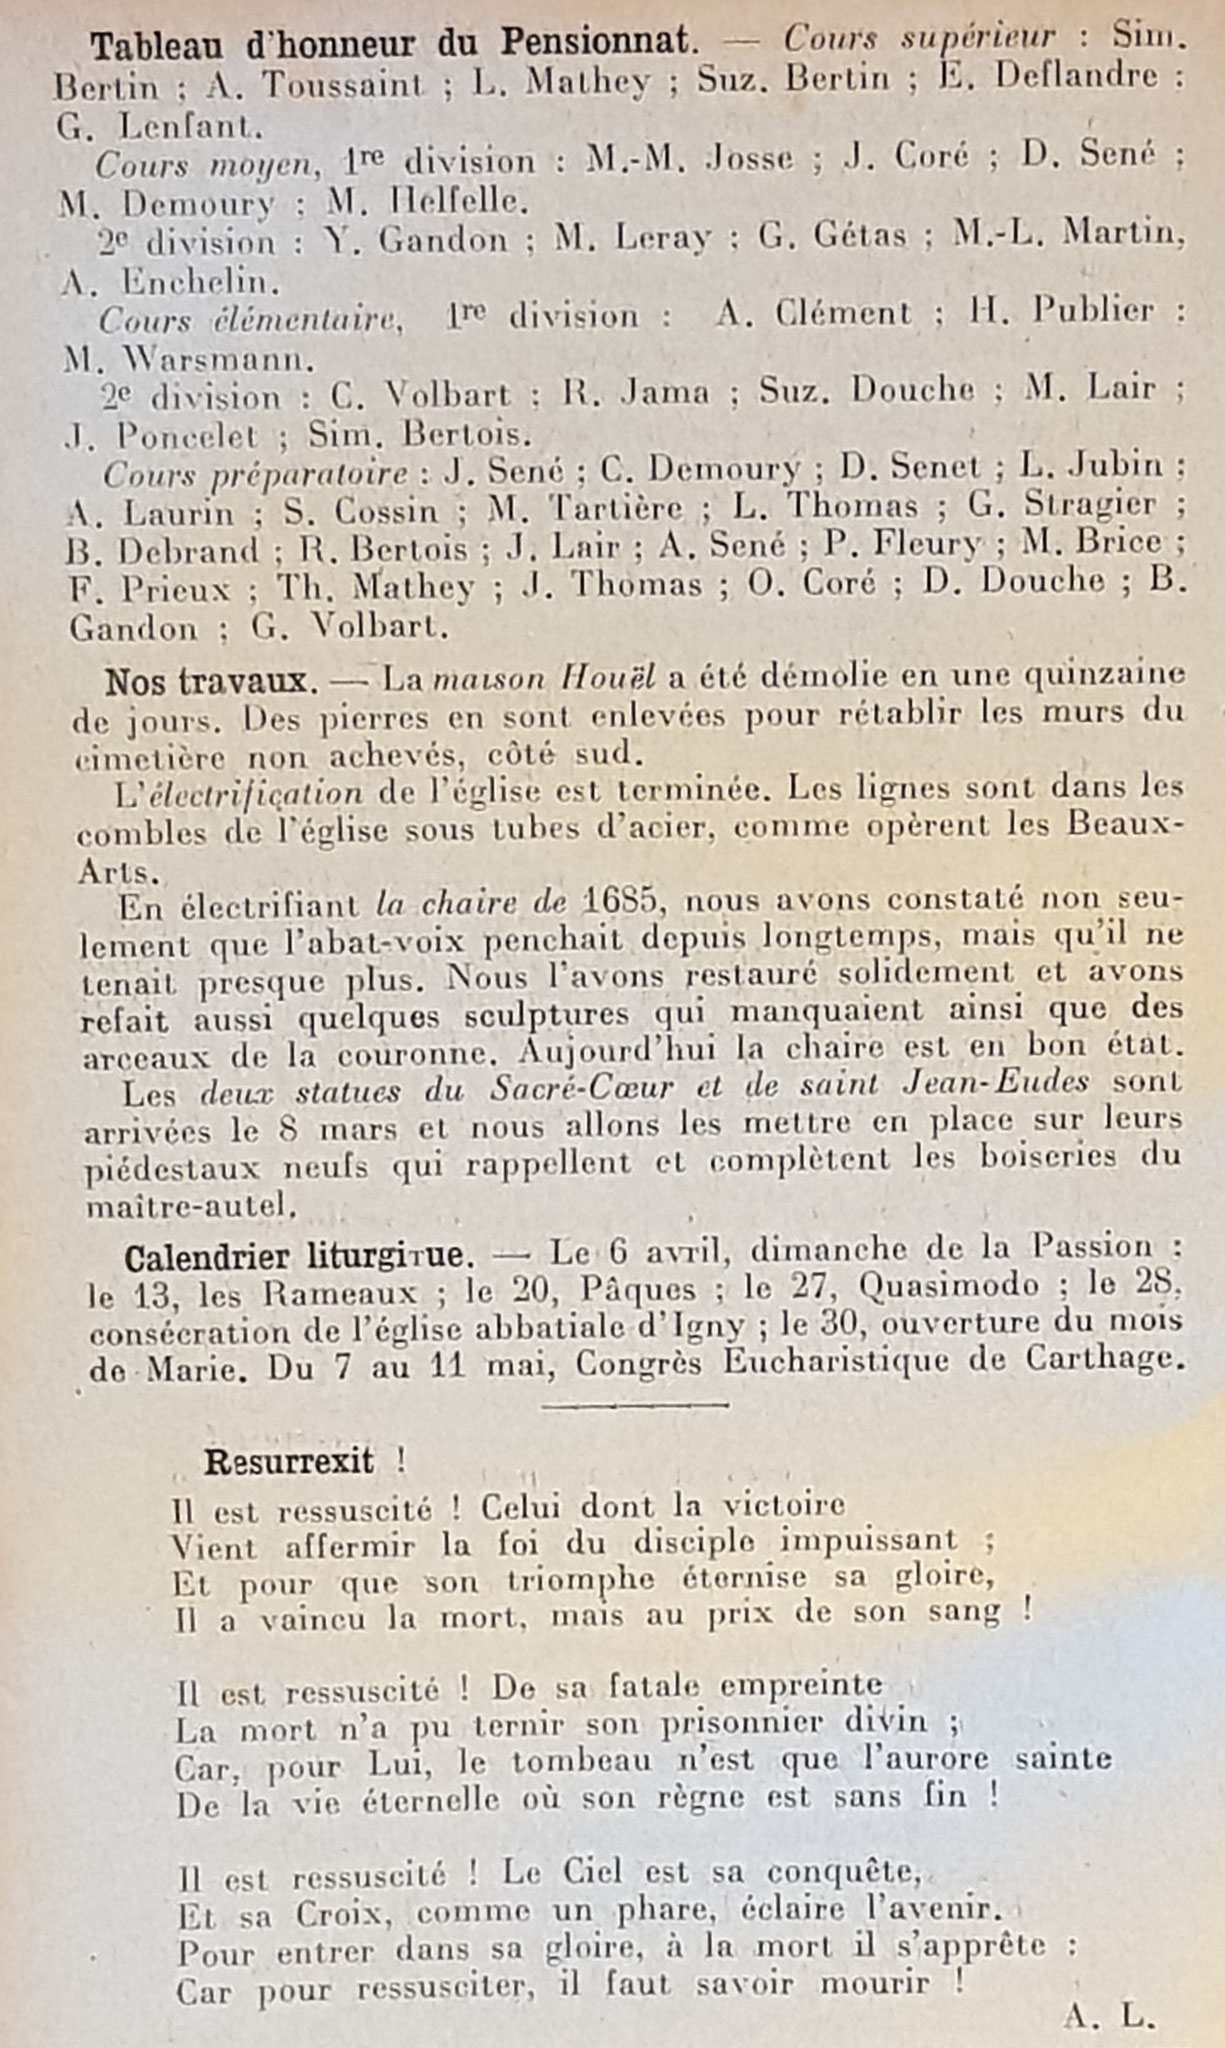 Tableau d'honneur du Pensionnat. — Cours supérieur : Sim.
Bertin ; A. Toussaint ; L. Mathey ; Suz. Bertin ; E. Deflandre :
G. Lenfant.
Cours moyen, 1re division : M.-M. Josse ; J. Coré ; D. Sené ;
M. Demoury ; M. Helfelle.
2e division : Y. Gandon ; M. Leray ; G. Gétas ; M.-L. Martin,
A. Enchelin.
Cours élémentaire, 1re division : A. Clément ; H. Publier :
M. Warsmann.
2e division : C. Volbart ; R. Jama ; Suz. Douche ; M. Lair ;
J. Poncelet ; Sim. Bertois.
Cours préparatoire : J. Sené ; C. Demoury ; D. Senet ; L. Jubin ;
A. Laurin ; S. Cossin ; M. Tartière ; L. Thomas ; G. Stragier ;
B. Debrand ; R. Bertois ; J. Lair ; A. Sené ; P. Fleury ; M. Brice ;
F. Prieux ; Th. Mathey ; J. Thomas ; O. Coré ; D. Douche ; B.
Gandon ; G. Volbart.
Nos travaux. — La maison Houël a été démolie en une quinzaine
de jours. Des pierres en sont enlevées pour rétablir les murs du
cimetière non achevés, côté sud.
L'électrification de l'église est terminée. Les lignes sont dans les
combles de l'église sous tubes d'acier, comme opèrent les Beaux-
Arts.
En électrifiant la chaire de 1685, nous avons constaté non seu-
lement que l'abat-voix penchait depuis longtemps, mais qu'il ne
tenait presque plus. Nous l'avons restauré solidement et avons
refait aussi quelques sculptures qui manquaient ainsi que des
arceaux de la couronne. Aujourd'hui la chaire est en bon état.
Les deux statues du Sacré-Cœur et de saint Jean-Eudes sont
arrivées le 8 mars et nous allons les mettre en place sur leurs
piédestaux neufs qui rappellent et complètent les boiseries du
maître-autel.
Calendrier liturgique. — Le 6 avril, dimanche de la Passion :
le 13, les Rameaux ; le 20, Pâques ; le 27, Quasimodo ; le 28,
consécration de l'église abbatiale d'Igny ; le 30, ouverture du mois
de Marie. Du 7 au 11 mai, Congrès Eucharistique de Carthage.
Resurrexit !
Il est ressuscité ! Celui dont la victoire
Vient affermir la foi du disciple impuissant ;
Et pour que son triomphe éternise sa gloire,
Il a vaincu la mort, mais au prix de son sang !
Il est ressuscité ! De sa fatale empreinte
La mort n'a pu ternir son prisonnier divin ;
Car, pour Lui, le tombeau n'est que l'aurore sainte
De la vie éternelle où son règne est sans fin !
Il est ressuscité ! Le Ciel est sa conquête,
Et sa Croix, comme un phare, éclaire l'avenir.
Pour entrer dans sa gloire, à la mort il s'apprête :
Car pour ressusciter, il faut savoir mourir !
A. L.